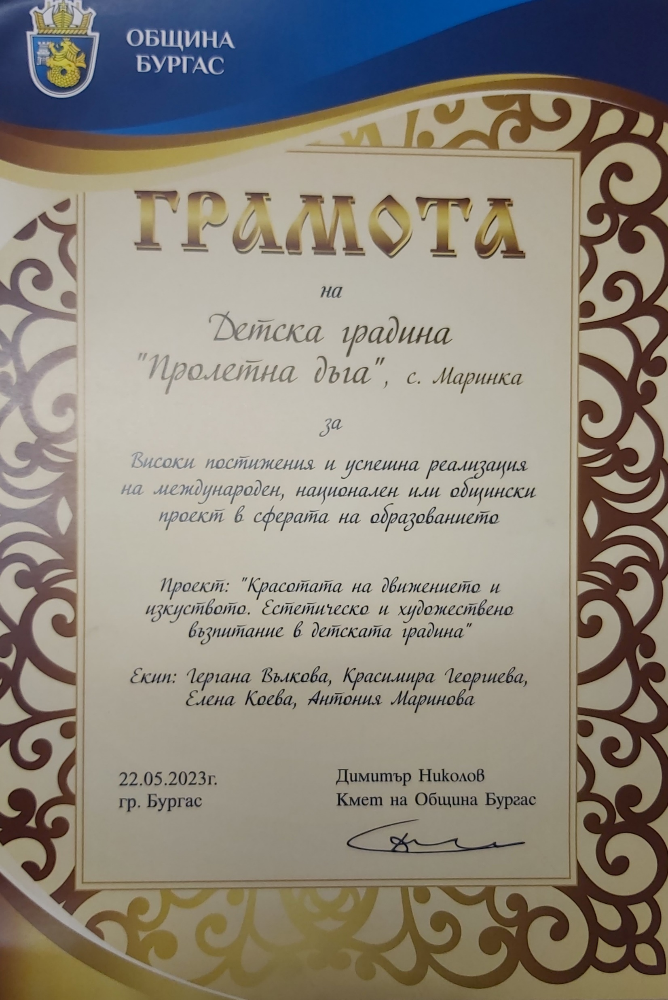 ОБЩИНА
БУРГАС
ГРАМОТА
на
Детска градина
"Пролетна дъга", с. Маринка
за
Високи постижения и успешна реализация
на международен, национален или общински
проект в сферата на образованието
Проект: "Красотата на движението и
изкуството. Естетическо и художествено
възпитание в детската градина"
Екип: Гергана Вълкова, Красимира Георгиева,
Елена Коева, Антония Маринова
22.05.2023г.
гр. Бургас
Димитър Николов
Кмет на Община Бургас